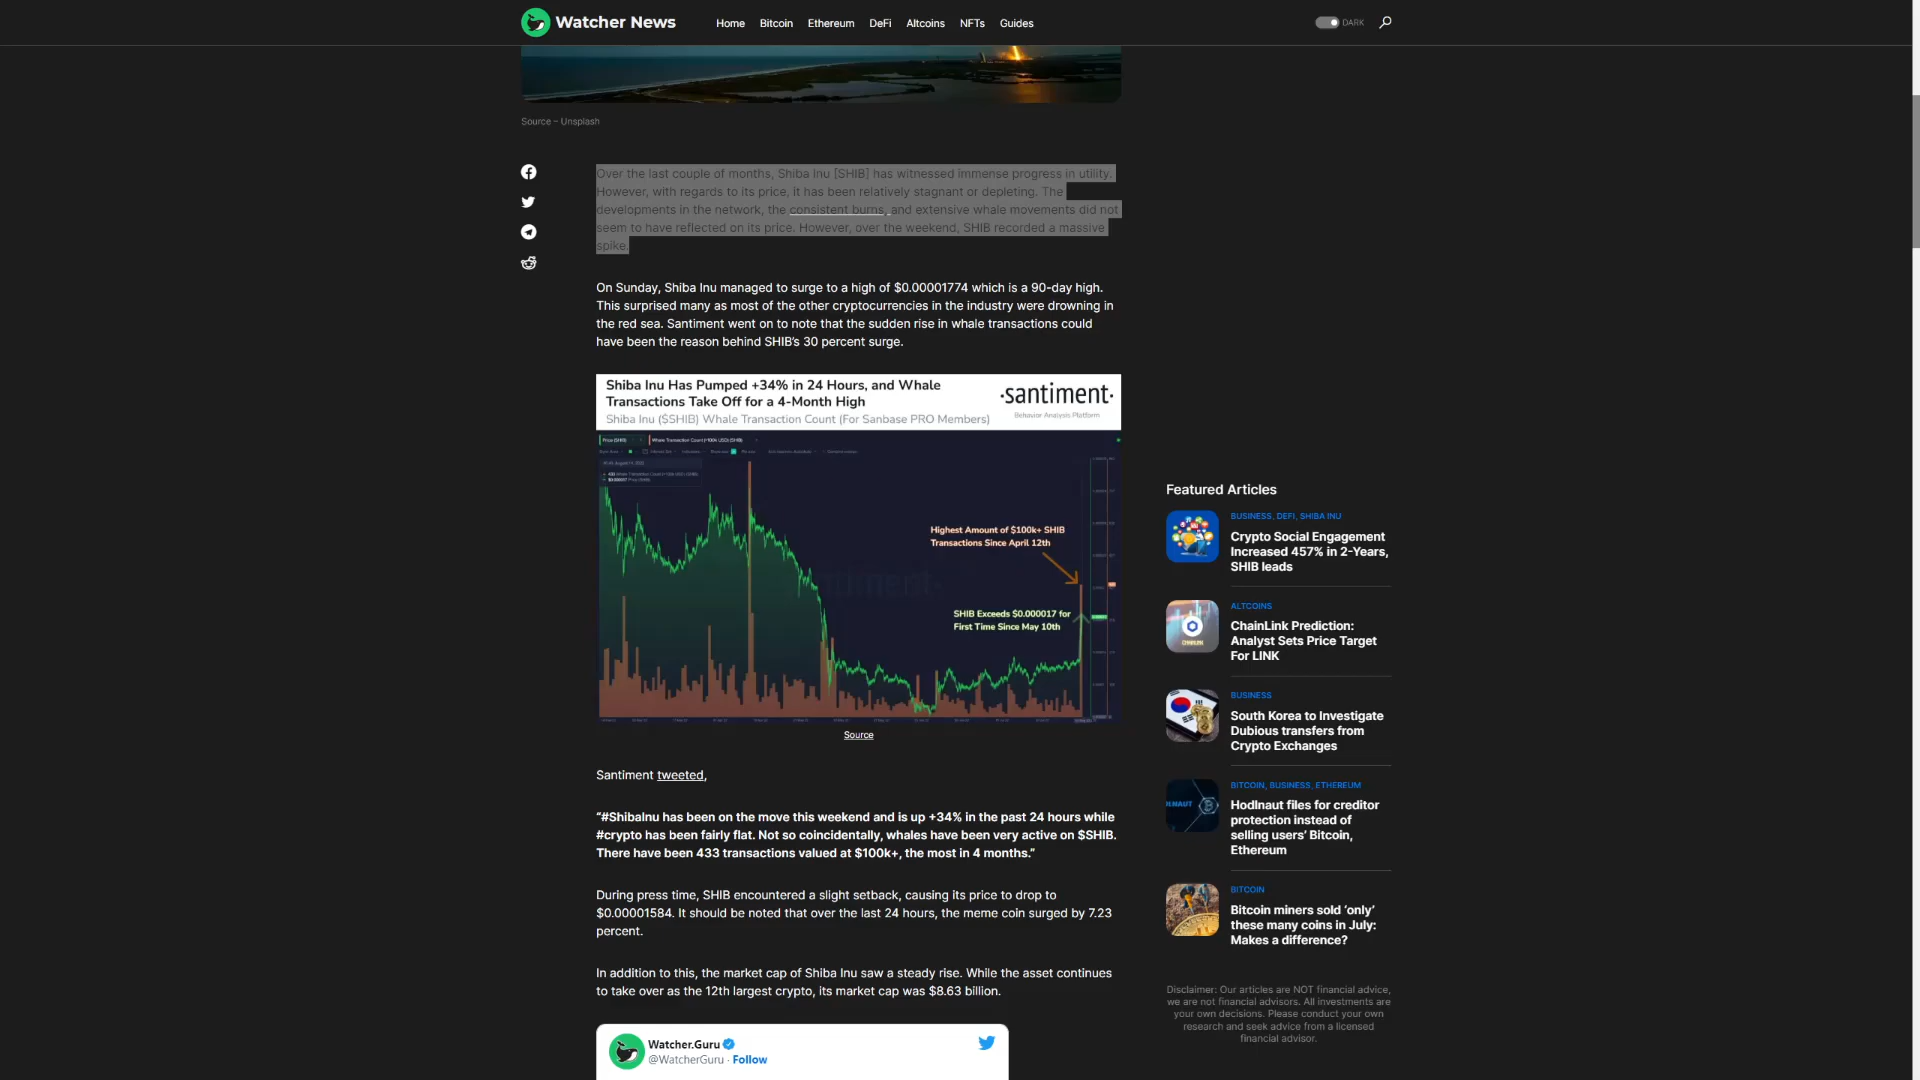 Watcher News
Home Bitcoin Ethereum DeFi Altcoins NFTs Guides
DARK
Source – Unsplash
Over the last couple of months, Shiba Inu [SHIB] has witnessed immense progress in utility.
However, with regards to its price, it has been relatively stagnant or depleting. The
developments in the network, the consistent burns, and extensive whale movements did not
seem to have reflected on its price. However, over the weekend, SHIB recorded a massive
spike.
On Sunday, Shiba Inu managed to surge to a high of $0.00001774 which is a 90-day high.
This surprised many as most of the other cryptocurrencies in the industry were drowning in
the red sea. Santiment went on to note that the sudden rise in whale transactions could
have been the reason behind SHIB's 30 percent surge.
Shiba Inu Has Pumped +34% in 24 Hours, and Whale
Transactions Take Off for a 4-Month High
Shiba Inu ($SHIB) Whale Transaction Count (For Sanbase PRO Members)
·santiment·
Behavior Analysis Platform
Price (SHIB)
Whale Transaction Count (>100k USD) (SHIB)
Highest Amount of $100k+ SHIB
Transactions Since April 12th
SHIB Exceeds $0.000017 for
First Time Since May 10th
Source
Santiment tweeted,
“#ShibaInu has been on the move this weekend and is up +34% in the past 24 hours while
#crypto has been fairly flat. Not so coincidentally, whales have been very active on $SHIB.
There have been 433 transactions valued at $100k+, the most in 4 months.”
During press time, SHIB encountered a slight setback, causing its price to drop to
$0.00001584. It should be noted that over the last 24 hours, the meme coin surged by 7.23
percent.
In addition to this, the market cap of Shiba Inu saw a steady rise. While the asset continues
to take over as the 12th largest crypto, its market cap was $8.63 billion.
Watcher.Guru
@WatcherGuru · Follow
Featured Articles
BUSINESS, DEFI, SHIBA INU
Crypto Social Engagement
Increased 457% in 2-Years,
SHIB leads
ALTCOINS
ChainLink Prediction:
Analyst Sets Price Target
For LINK
BUSINESS
South Korea to Investigate
Dubious transfers from
Crypto Exchanges
BITCOIN, BUSINESS, ETHEREUM
Hodlnaut files for creditor
protection instead of
selling users’ Bitcoin,
Ethereum
BITCOIN
Bitcoin miners sold ‘only’
these many coins in July:
Makes a difference?
Disclaimer: Our articles are NOT financial advice,
we are not financial advisors. All investments are
your own decisions. Please conduct your own
research and seek advice from a licensed
financial advisor.